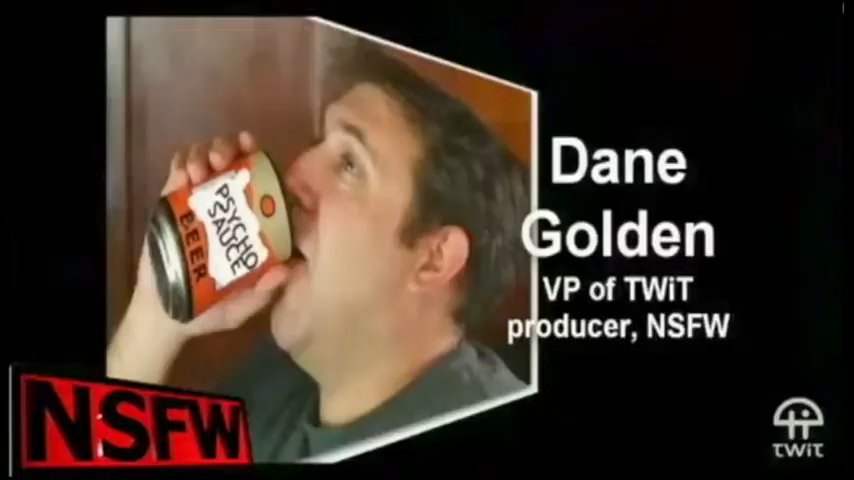 PSYCHO
SAUCE
BEER
Dane
Golden
VP of TWiT
producer, NSFW
NSFW
TWiT